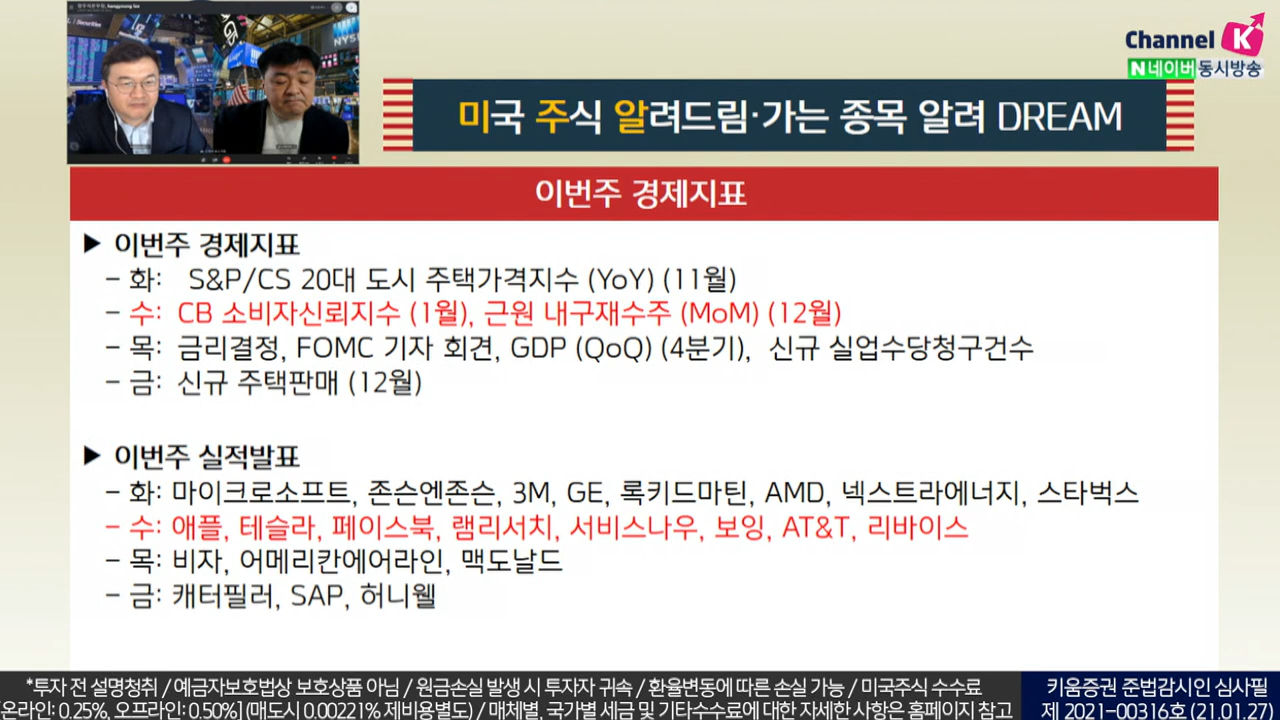 Channel K
N 네이버 동시방송
NYSE
미국 주식 알려드림·가는 종목 알려 DREAM
이번주 경제지표
▶ 이번주 경제지표
– 화: S&P/CS 20대 도시 주택가격지수 (YoY) (11월)
– 수: CB 소비자신뢰지수 (1월), 근원 내구재수주 (MoM) (12월)
– 목: 금리결정, FOMC 기자 회견, GDP (QoQ) (4분기), 신규 실업수당청구건수
– 금: 신규 주택판매 (12월)
▶ 이번주 실적발표
– 화: 마이크로소프트, 존슨엔존슨, 3M, GE, 록키드마틴, AMD, 넥스트라에너지, 스타벅스
– 수: 애플, 테슬라, 페이스북, 램리서치, 서비스나우, 보잉, AT&T, 리바이스
– 목: 비자, 어메리칸에어라인, 맥도날드
– 금: 캐터필러, SAP, 허니웰
*투자 전 설명청취 / 예금자보호법상 보호상품 아님 / 원금손실 발생 시 투자자 귀속 / 환율변동에 따른 손실 가능 / 미국주식 수수료
[온라인: 0.25%, 오프라인: 0.50%] (매도시 0.00221% 제비용별도) / 매체별, 국가별 세금 및 기타수수료에 대한 자세한 사항은 홈페이지 참고
키움증권 준법감시인 심사필
제 2021-00316호 (21.01.27)